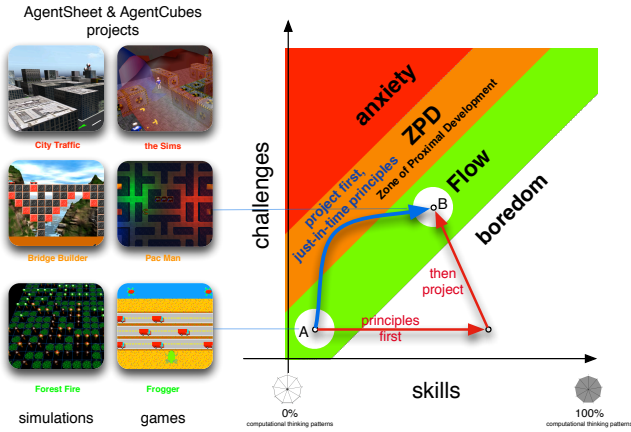 AgentSheet & AgentCubes
projects
City Traffic
the Sims
Bridge Builder
Pac Man
Forest Fire
Frogger
simulations
games
challenges
anxiety
ZPD
Zone of Proximal Development
project first,
just-in-time principles
Flow
boredom
B
then
project
A
principles
first
skills
0%
computational thinking patterns
100%
computational thinking patterns